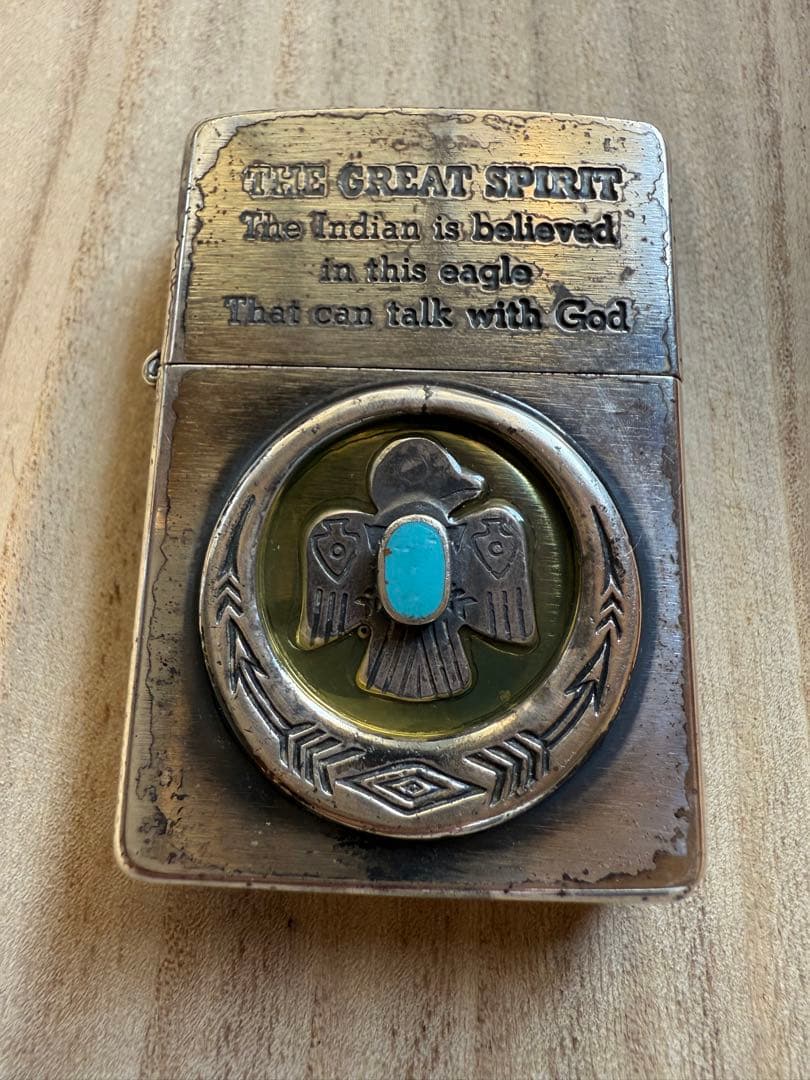 THE GREAT SPIRIT
The Indian is believed
in this eagle
That can talk with God